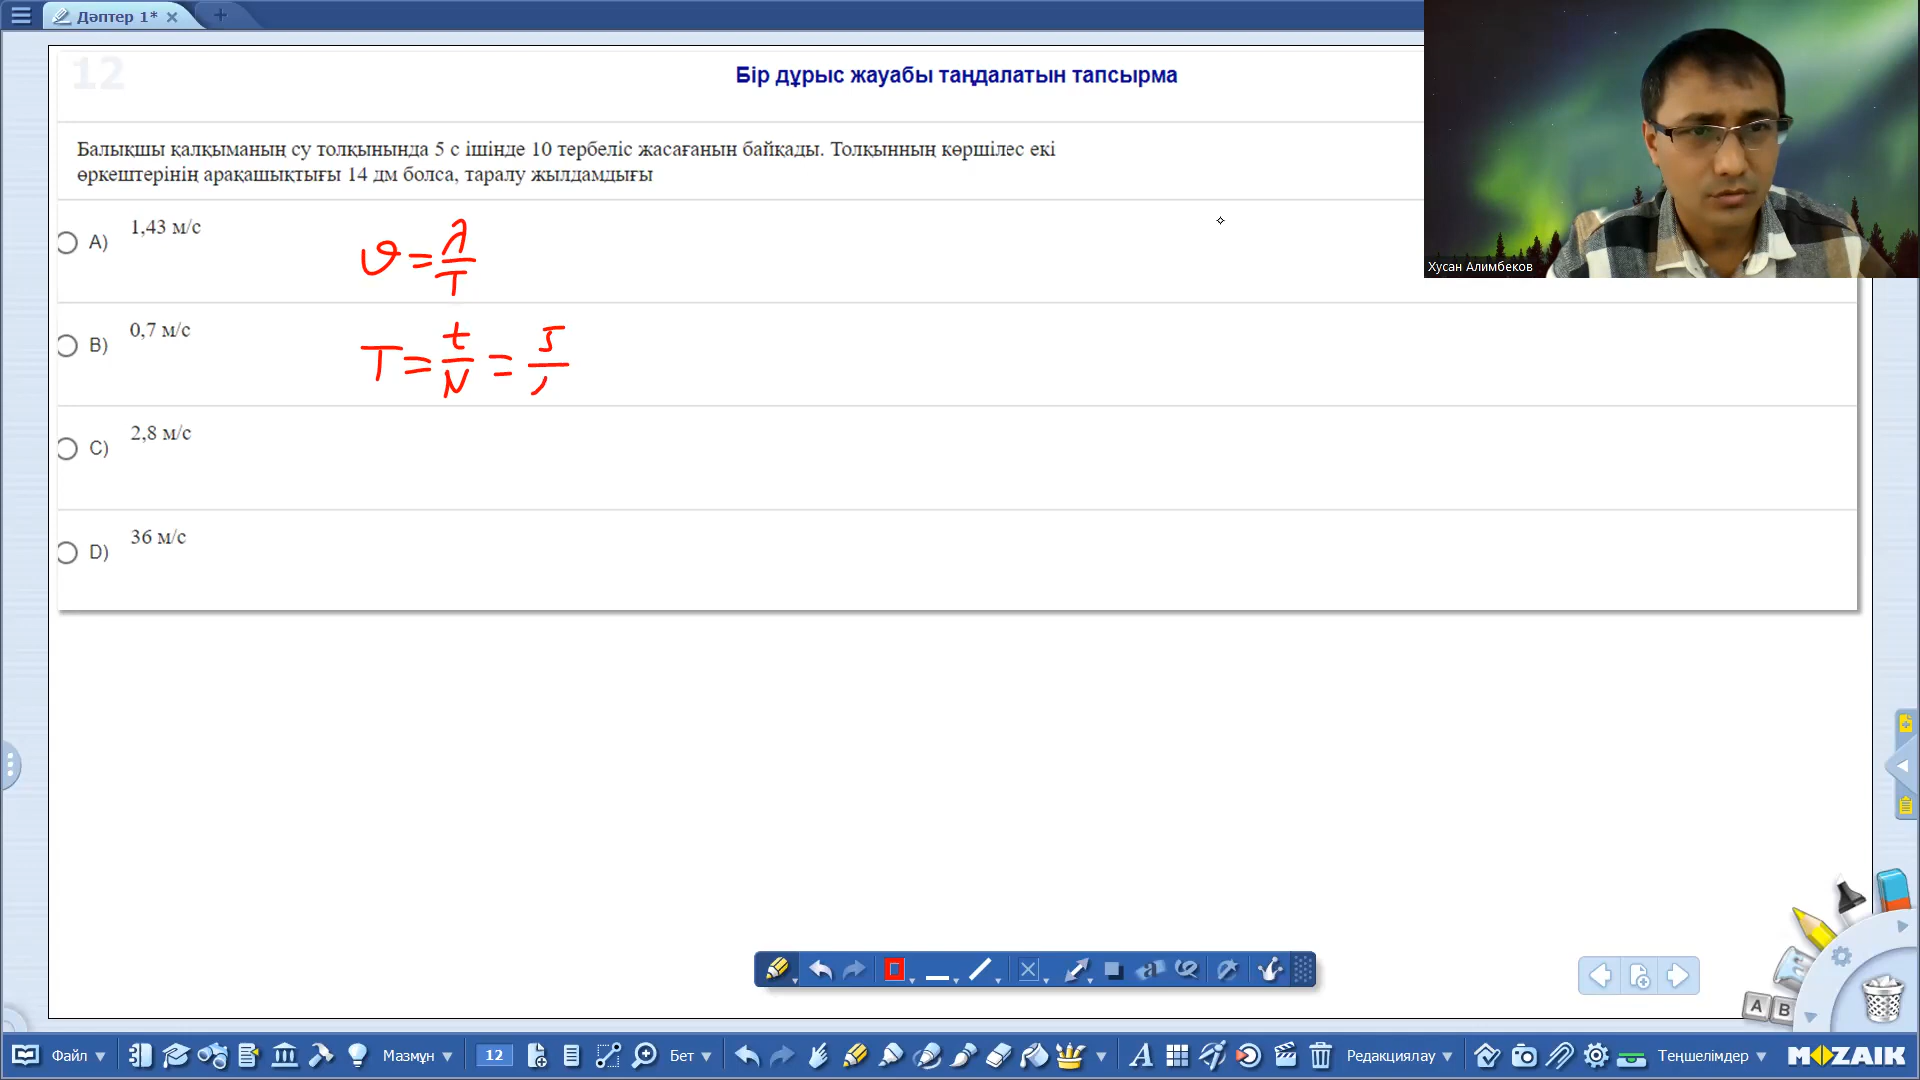 Дәптер 1*
12
Бір дұрыс жауабы таңдалатын тапсырма
Балықшы қалқыманың су толқынында 5 с ішінде 10 тербеліс жасағанын байқады. Толқынның көршілес екі
өркештерінің арақашықтығы 14 дм болса, таралу жылдамдығы
A) 1,43 м/с
B) 0,7 м/с
C) 2,8 м/с
D) 36 м/с
ϑ = λ/T
T = t/N = 5/
Хусан Алимбеков
A B
Файл Мазмұн 12 Бет Редакциялау Теңшелімдер MOZAIK